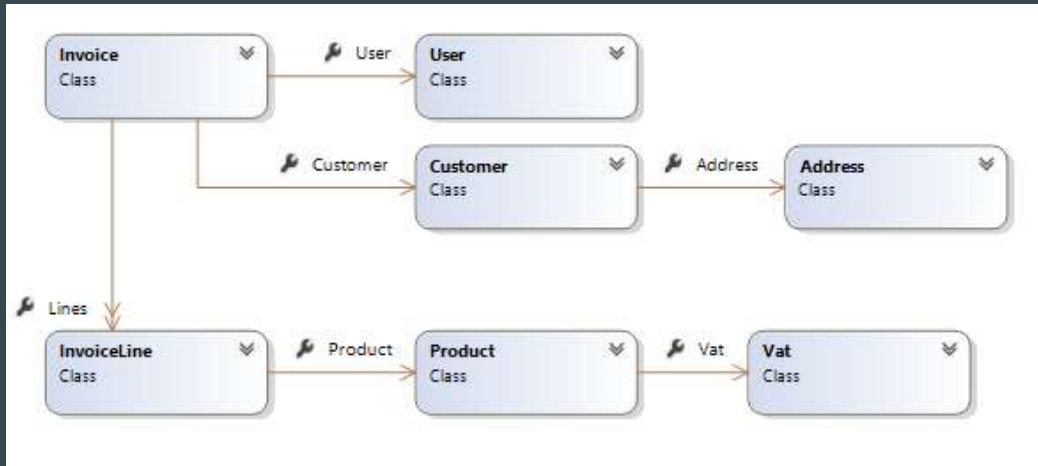 Invoice
Class
User
User
Class
Customer
Customer
Class
Address
Address
Class
Lines
InvoiceLine
Class
Product
Product
Class
Vat
Vat
Class